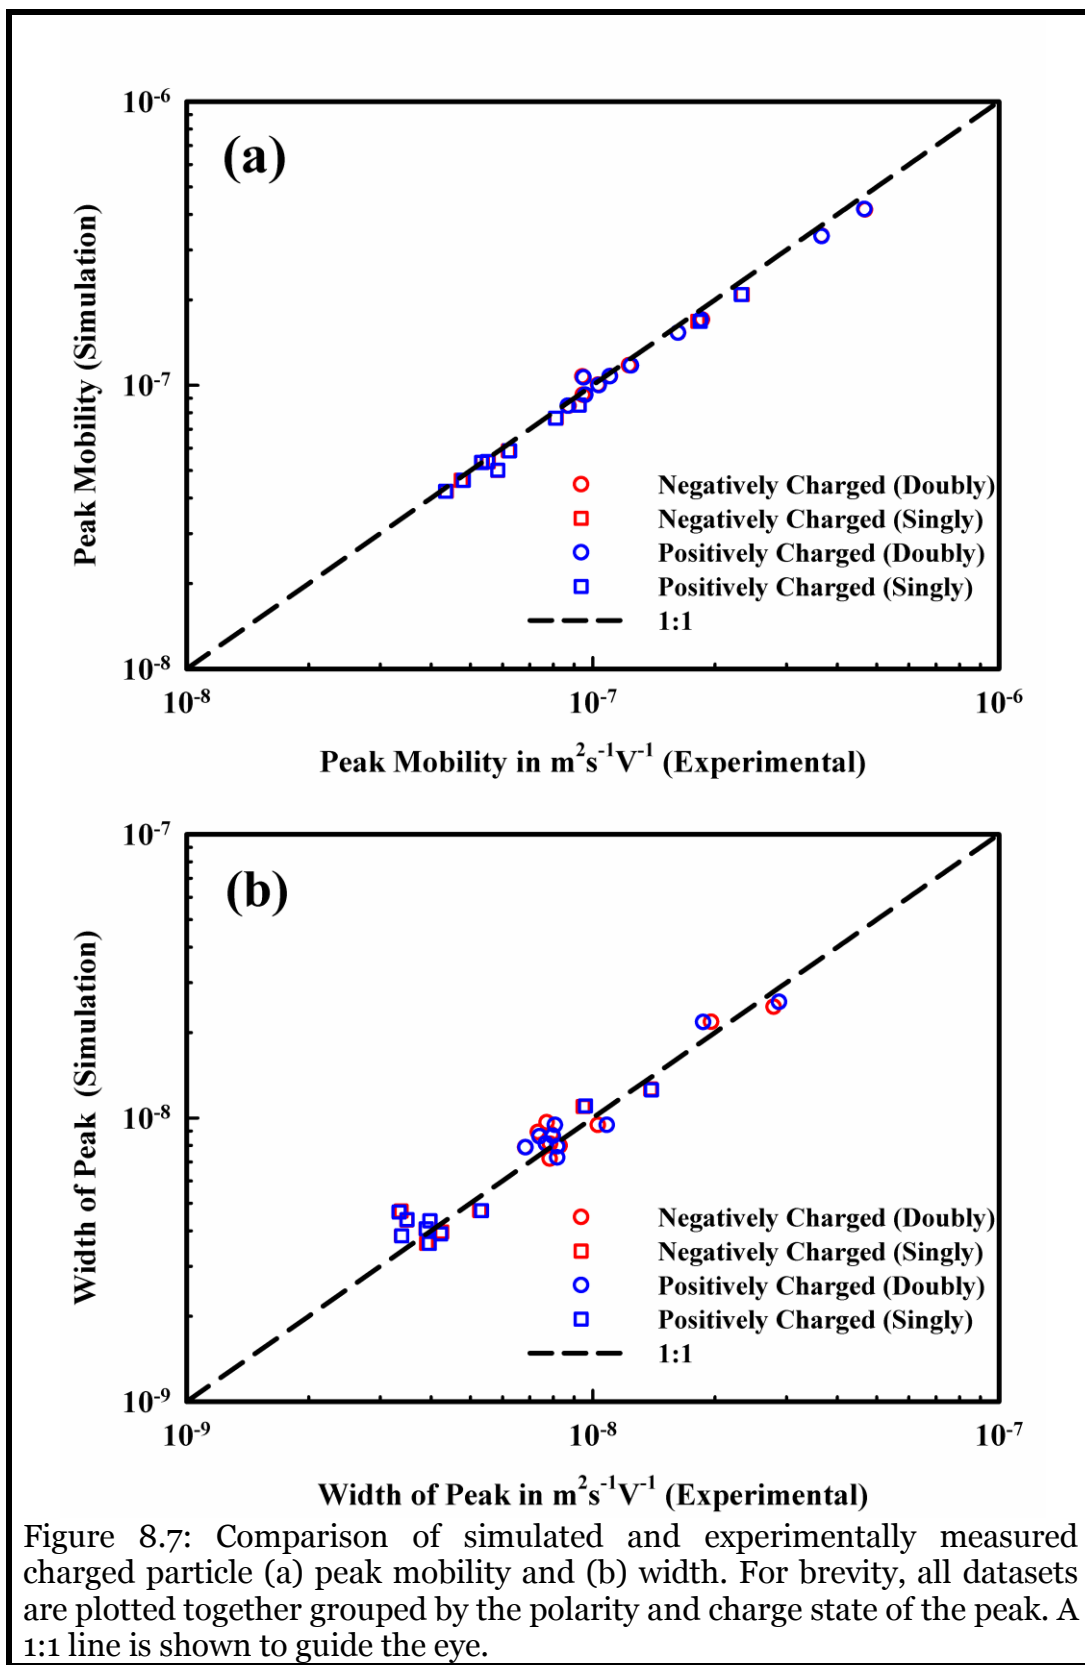 10⁻⁶
(a)
Peak Mobility (Simulation)
10⁻⁷
Negatively Charged (Doubly)
Negatively Charged (Singly)
Positively Charged (Doubly)
Positively Charged (Singly)
1:1
10⁻⁸
10⁻⁸ 10⁻⁷ 10⁻⁶
Peak Mobility in m²s⁻¹V⁻¹ (Experimental)
10⁻⁷
(b)
Width of Peak (Simulation)
10⁻⁸
Negatively Charged (Doubly)
Negatively Charged (Singly)
Positively Charged (Doubly)
Positively Charged (Singly)
1:1
10⁻⁹
10⁻⁹ 10⁻⁸ 10⁻⁷
Width of Peak in m²s⁻¹V⁻¹ (Experimental)
Figure 8.7: Comparison of simulated and experimentally measured
charged particle (a) peak mobility and (b) width. For brevity, all datasets
are plotted together grouped by the polarity and charge state of the peak. A
1:1 line is shown to guide the eye.